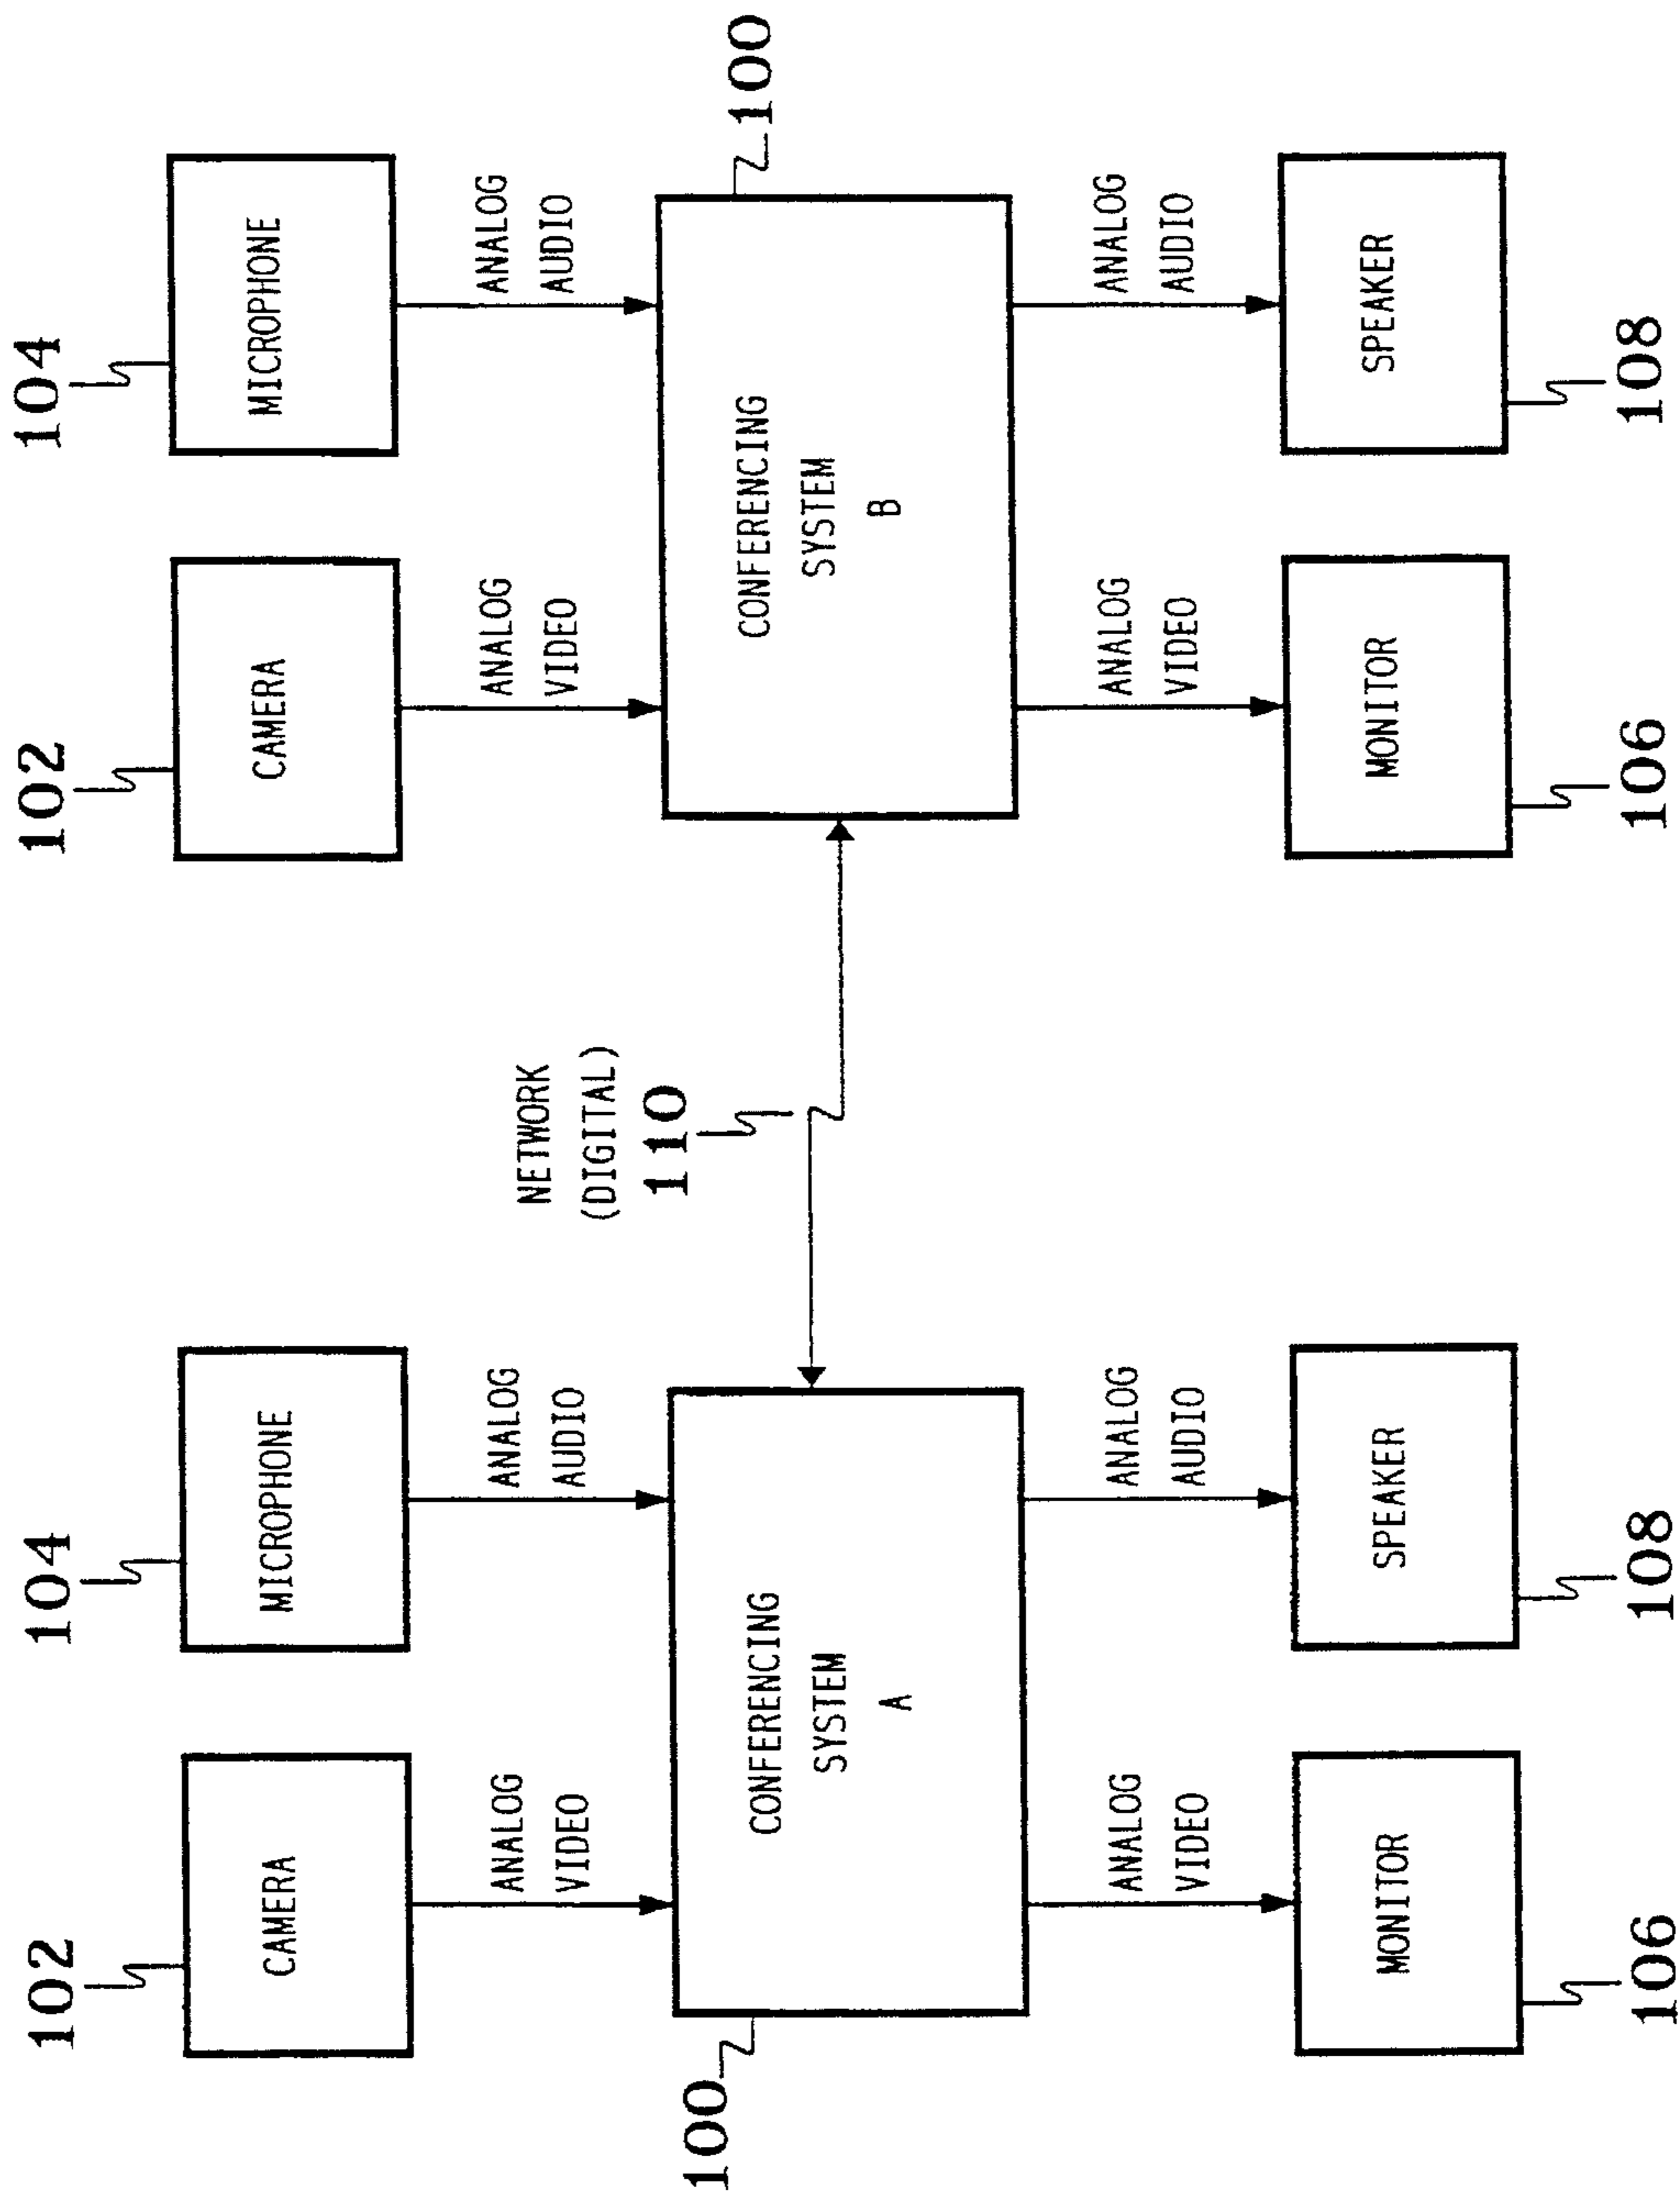 102
104
102
104
CAMERA
MICROPHONE
CAMERA
MICROPHONE
ANALOG
VIDEO
ANALOG
AUDIO
NETWORK
(DIGITAL)
110
ANALOG
VIDEO
ANALOG
AUDIO
100
CONFERENCING
SYSTEM
A
CONFERENCING
SYSTEM
B
100
ANALOG
VIDEO
ANALOG
AUDIO
ANALOG
VIDEO
ANALOG
AUDIO
MONITOR
SPEAKER
MONITOR
SPEAKER
106
108
106
108